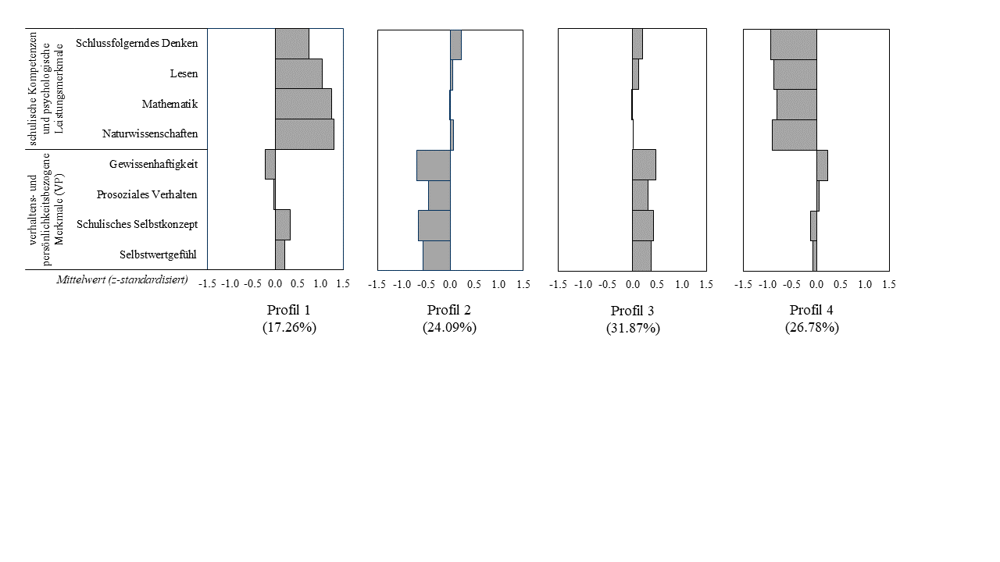 schulische Kompetenzen
und psychologische
Leistungsmerkmale
Schlussfolgerndes Denken
Lesen
Mathematik
Naturwissenschaften
verhaltens- und
persönlichkeitsbezogene
Merkmale (VP)
Gewissenhaftigkeit
Prosoziales Verhalten
Schulisches Selbstkonzept
Selbstwertgefühl
Mittelwert (z-standardisiert)
-1.5 -1.0 -0.5 0.0 0.5 1.0 1.5
-1.5 -1.0 -0.5 0.0 0.5 1.0 1.5
-1.5 -1.0 -0.5 0.0 0.5 1.0 1.5
-1.5 -1.0 -0.5 0.0 0.5 1.0 1.5
Profil 1
(17.26%)
Profil 2
(24.09%)
Profil 3
(31.87%)
Profil 4
(26.78%)